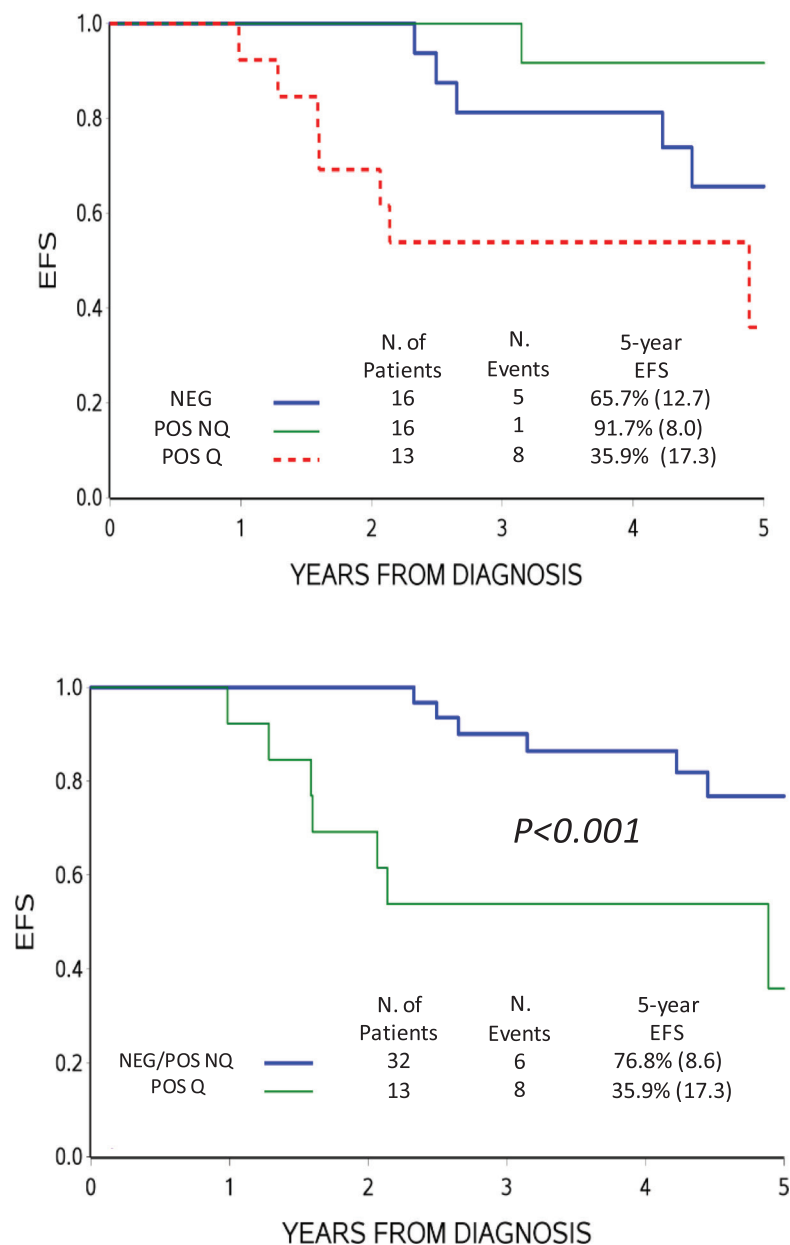 1.0
0.8
0.6
0.4
0.2
0.0
EFS
N. of N. 5-year
Patients Events EFS
NEG 16 5 65.7% (12.7)
POS NQ 16 1 91.7% (8.0)
POS Q 13 8 35.9% (17.3)
0 1 2 3 4 5
YEARS FROM DIAGNOSIS
1.0
0.8
0.6
0.4
0.2
0.0
EFS
P<0.001
N. of N. 5-year
Patients Events EFS
NEG/POS NQ 32 6 76.8% (8.6)
POS Q 13 8 35.9% (17.3)
0 1 2 3 4 5
YEARS FROM DIAGNOSIS